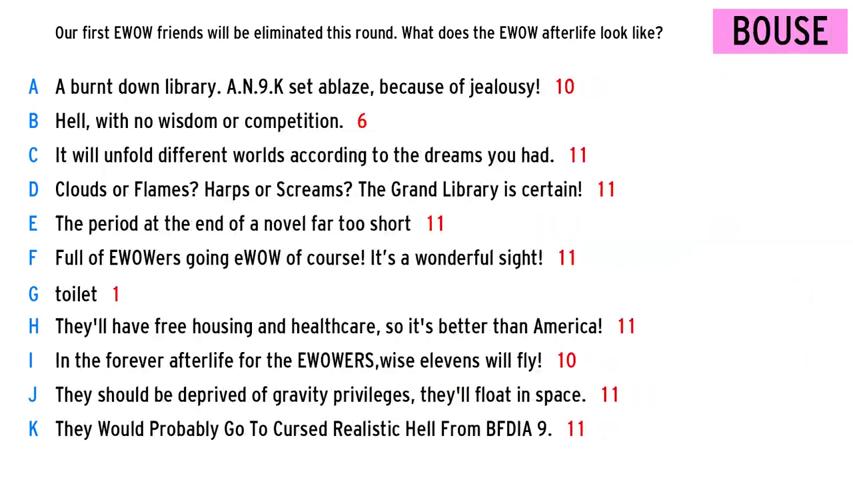 Our first EWOW friends will be eliminated this round. What does the EWOW afterlife look like?
BOUSE
A A burnt down library. A.N.9.K set ablaze, because of jealousy! 10
B Hell, with no wisdom or competition. 6
C It will unfold different worlds according to the dreams you had. 11
D Clouds or Flames? Harps or Screams? The Grand Library is certain! 11
E The period at the end of a novel far too short 11
F Full of EWOWers going eWOW of course! It's a wonderful sight! 11
G toilet 1
H They'll have free housing and healthcare, so it's better than America! 11
I In the forever afterlife for the EWOWERS,wise elevens will fly! 10
J They should be deprived of gravity privileges, they'll float in space. 11
K They Would Probably Go To Cursed Realistic Hell From BFDIA 9. 11